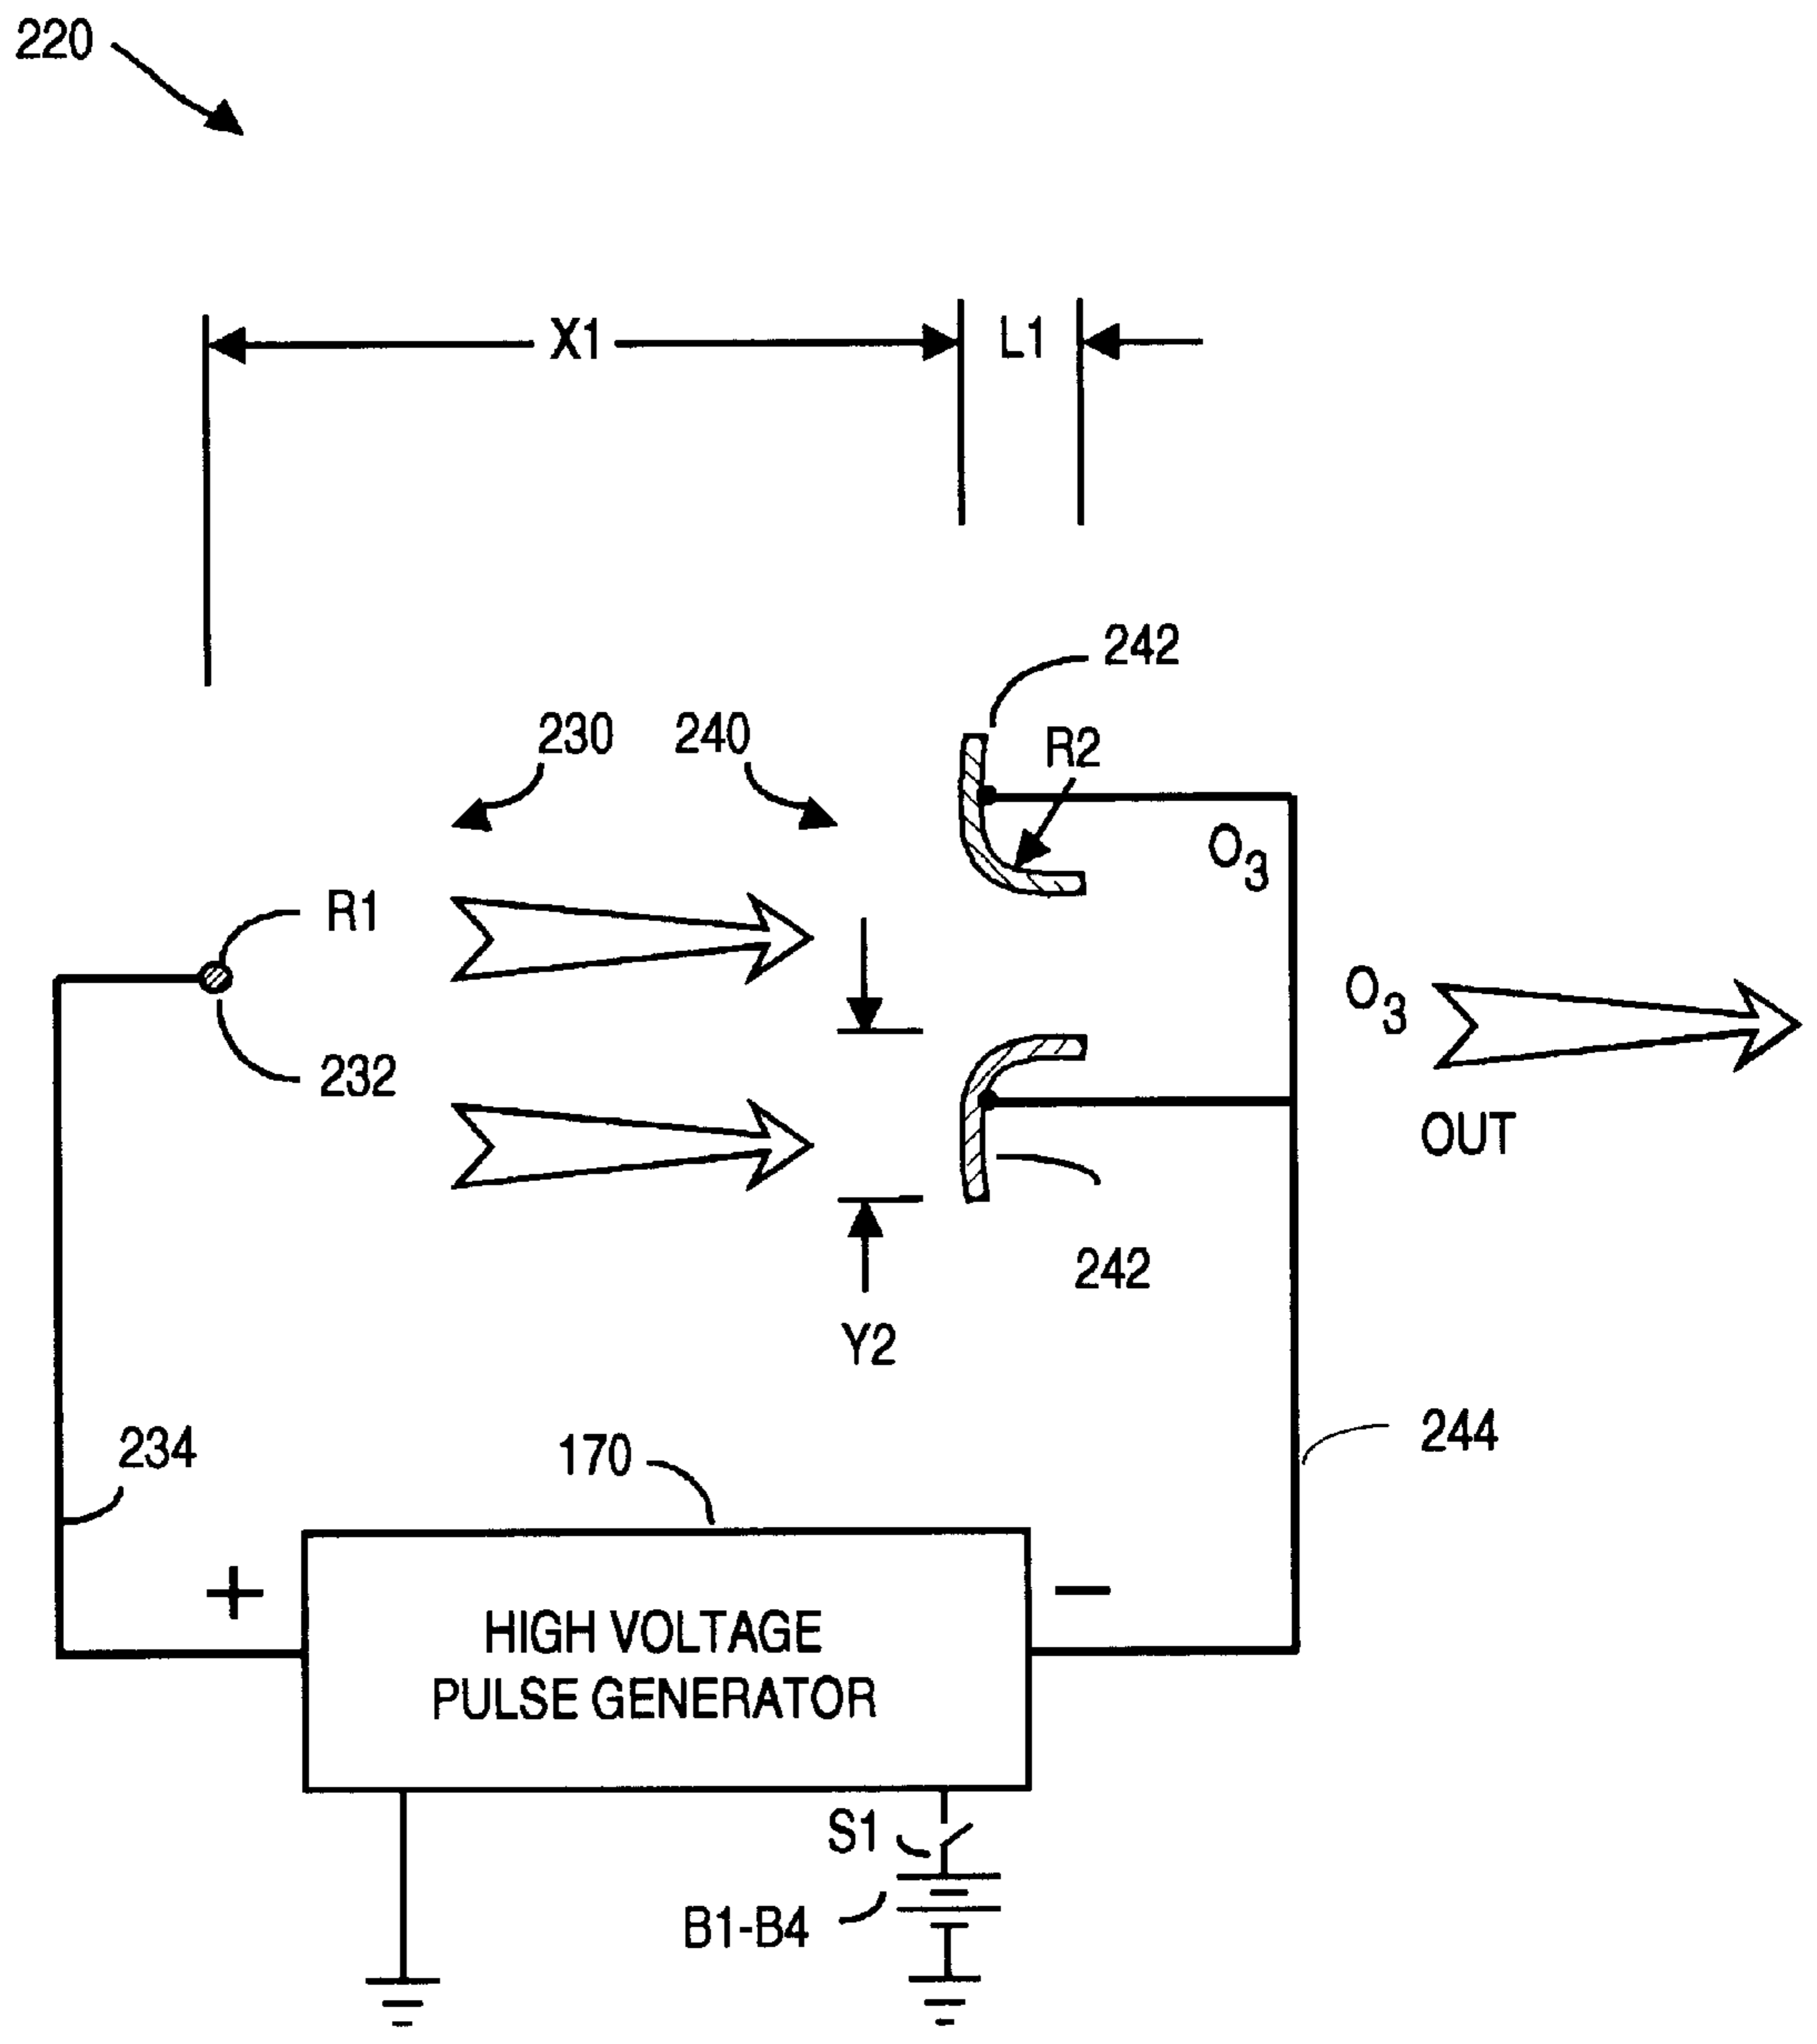 220
X1
L1
242
230
240
R2
O3
R1
O3
232
OUT
242
Y2
234
170
244
+
−
HIGH VOLTAGE
PULSE GENERATOR
S1
B1-B4